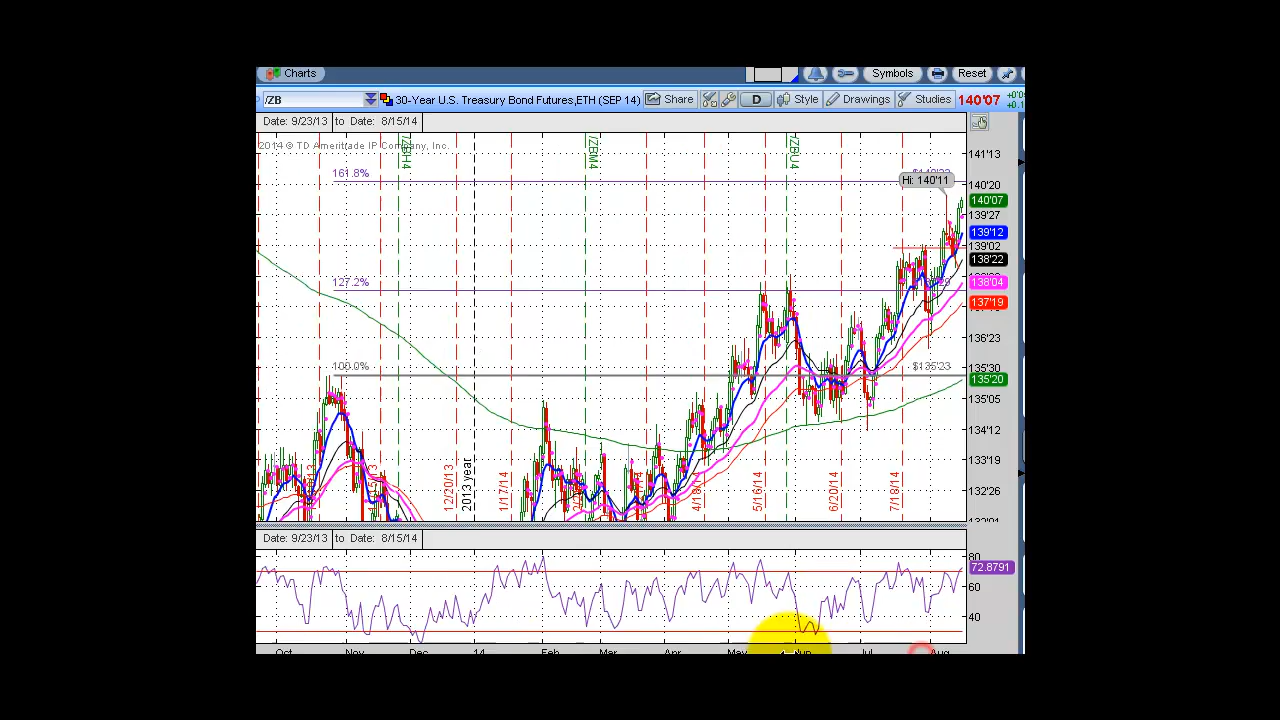 Charts Symbols Reset
/ZB 30-Year U.S. Treasury Bond Futures,ETH (SEP 14) Share D Style Drawings Studies 140'07
Date: 9/23/13 to Date: 8/15/14
2014 © TD Ameritrade IP Company, Inc.
/ZBH4
/ZBM4
/ZBU4
141'13
161.8%
Hi: 140'11
140'20
140'07
139'27
139'12
139'02
138'22
127.2%
138'04
137'19
136'23
100.0%
$135'23
135'30
135'20
135'05
134'12
133'19
132'26
12/20/13
2013 year
1/17/14
5/16/14
6/20/14
7/18/14
Date: 9/23/13 to Date: 8/15/14
80
72.8791
60
40
Oct Nov Dec 14 Feb Mar Apr May Jun Jul Aug